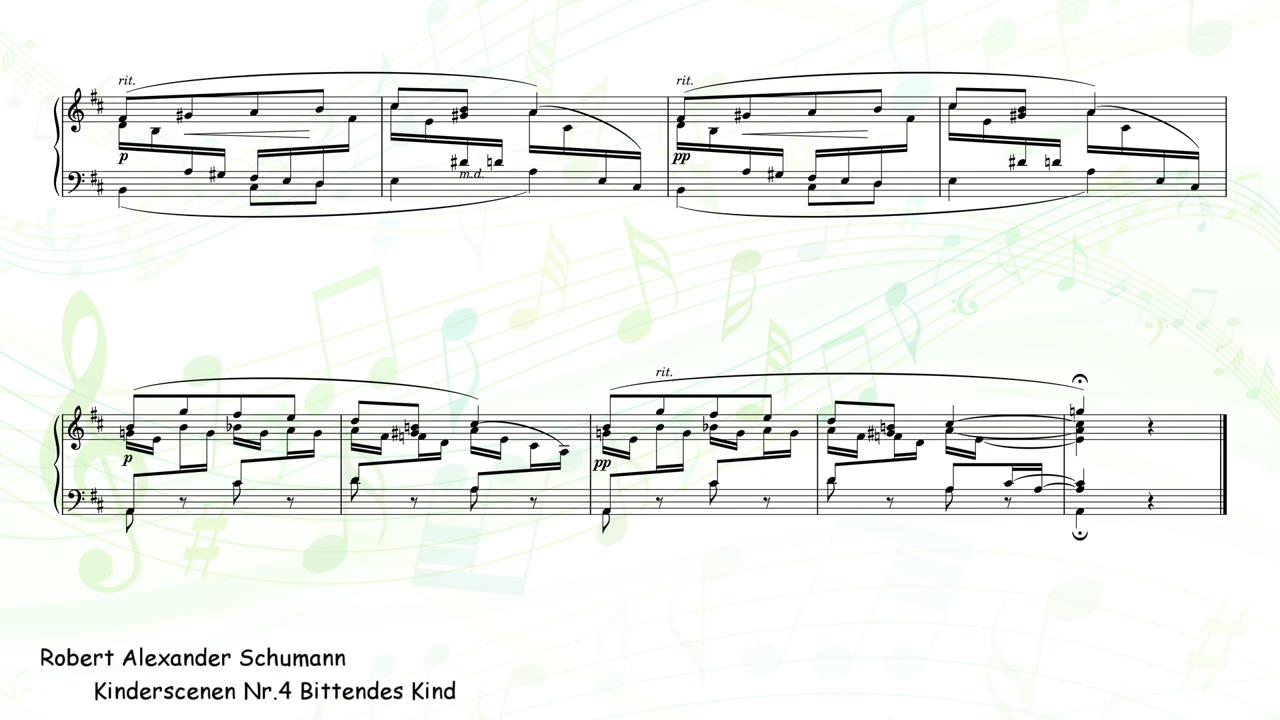 rit. rit.
p pp
m.d.
rit.
p pp
Robert Alexander Schumann
Kinderscenen Nr.4 Bittendes Kind